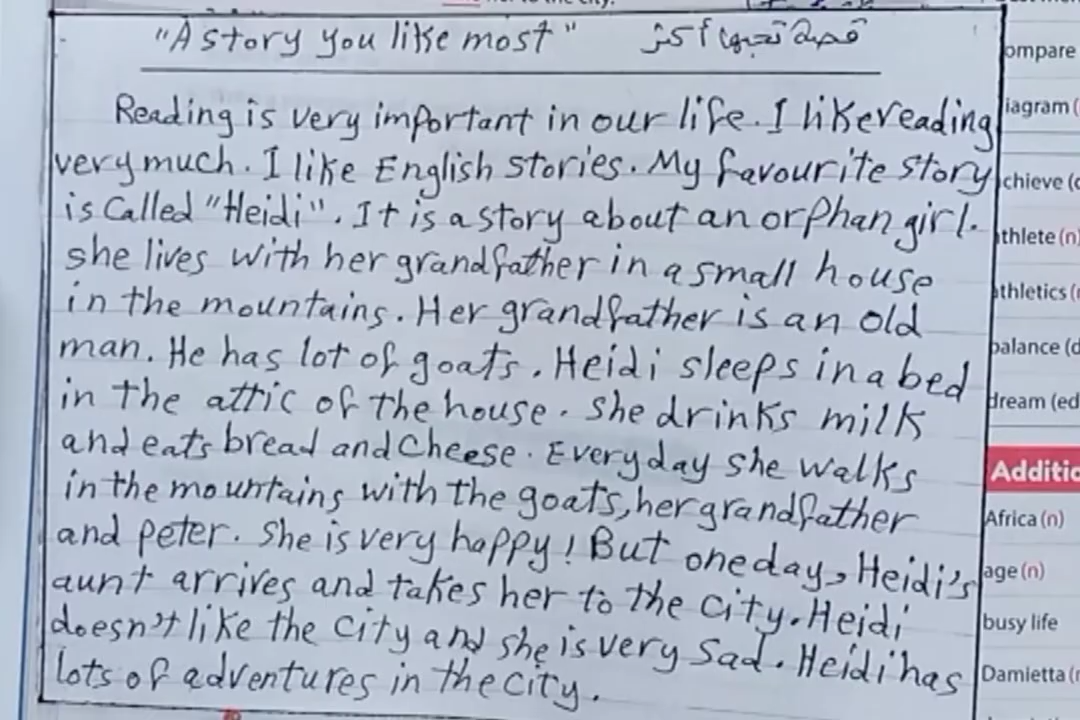 "A story you like most" قصة تحبها أكثر
Reading is very important in our life. I like reading
very much. I like English stories. My favourite story
is called "Heidi". It is a story about an orphan girl.
she lives with her grandfather in a small house
in the mountains. Her grandfather is an old
man. He has lot of goats. Heidi sleeps in a bed
in the attic of the house. She drinks milk
and eats bread and cheese. Everyday she walks
in the mountains with the goats, her grandfather
and peter. She is very happy! But one day, Heidi's
aunt arrives and takes her to the city. Heidi
doesn't like the city and she is very sad. Heidi has
lots of adventures in the city.
ompare
iagram
chieve
thlete (n)
thletics
balance
dream (ed
Additio
Africa (n)
age (n)
busy life
Damietta